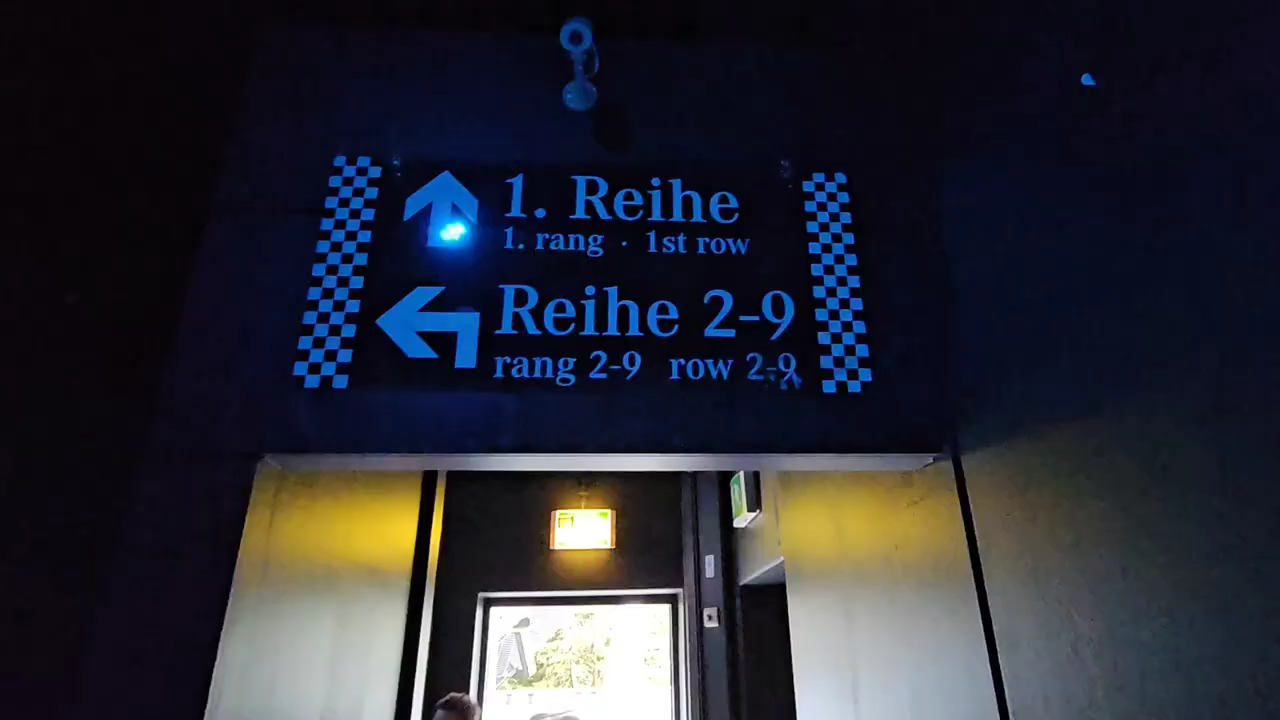 1. Reihe
1. rang · 1st row
Reihe 2-9
rang 2-9 row 2-9